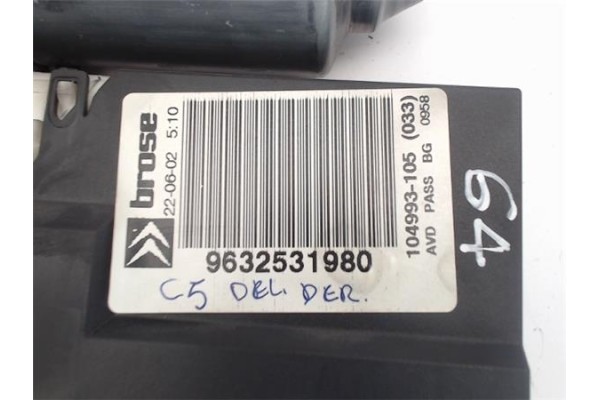 brose
22-06-02 5:10
9632531980
104993-105 (033)
AVD PASS BG 0958
C5 DEL. DER.
64